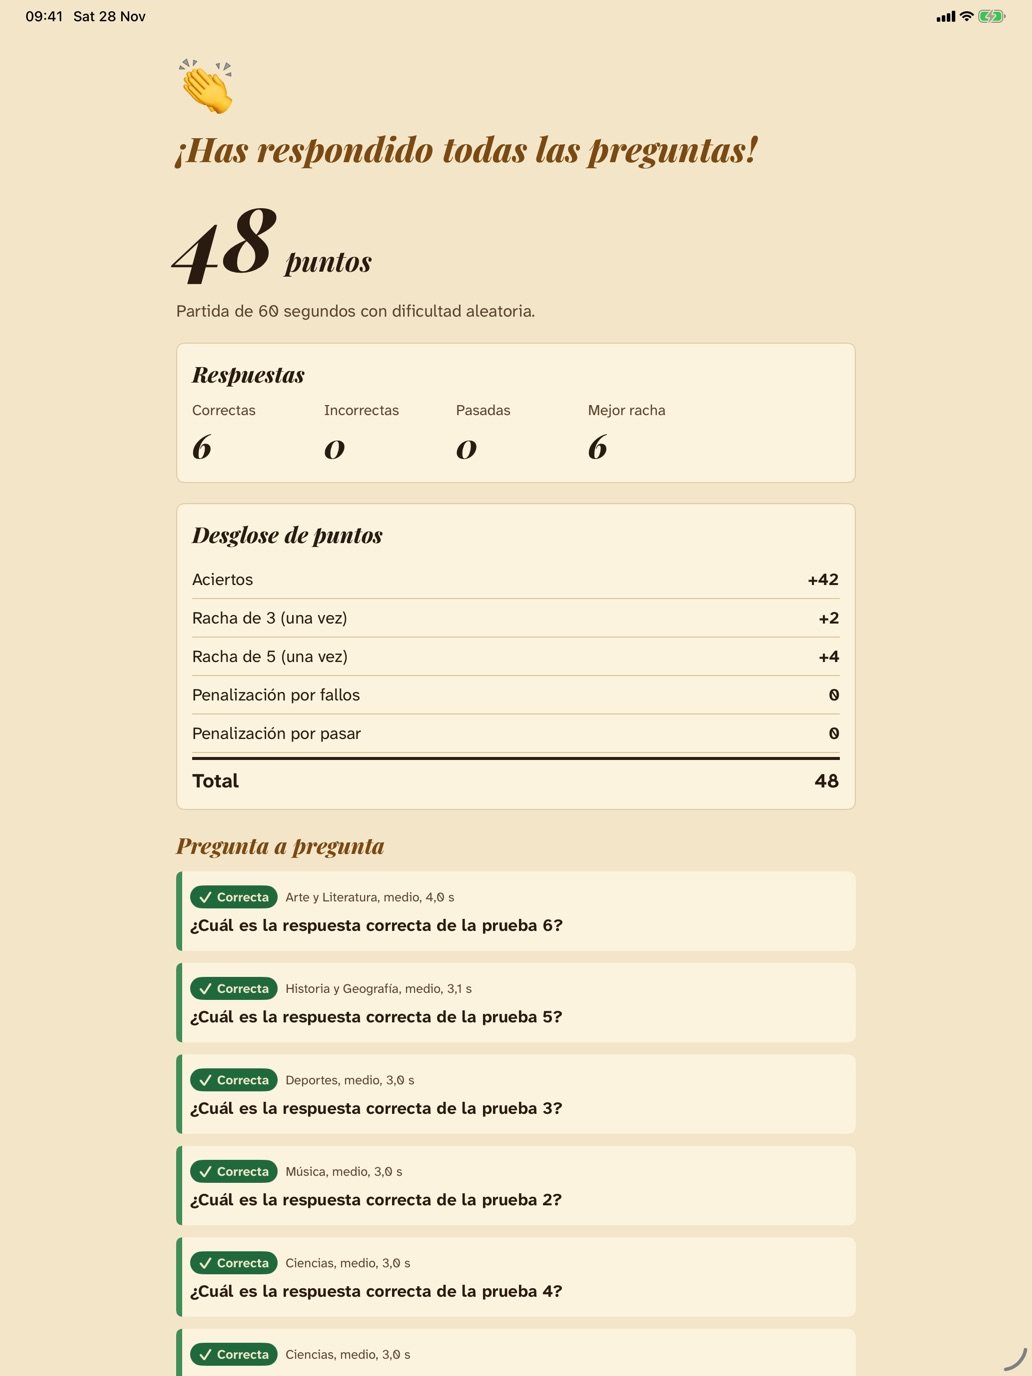 09:41 Sat 28 Nov
¡Has respondido todas las preguntas!
48 puntos
Partida de 60 segundos con dificultad aleatoria.
Respuestas
Correctas Incorrectas Pasadas Mejor racha
6 0 0 6
Desglose de puntos
Aciertos +42
Racha de 3 (una vez) +2
Racha de 5 (una vez) +4
Penalización por fallos 0
Penalización por pasar 0
Total 48
Pregunta a pregunta
✓ Correcta Arte y Literatura, medio, 4,0 s
¿Cuál es la respuesta correcta de la prueba 6?
✓ Correcta Historia y Geografía, medio, 3,1 s
¿Cuál es la respuesta correcta de la prueba 5?
✓ Correcta Deportes, medio, 3,0 s
¿Cuál es la respuesta correcta de la prueba 3?
✓ Correcta Música, medio, 3,0 s
¿Cuál es la respuesta correcta de la prueba 2?
✓ Correcta Ciencias, medio, 3,0 s
¿Cuál es la respuesta correcta de la prueba 4?
✓ Correcta Ciencias, medio, 3,0 s